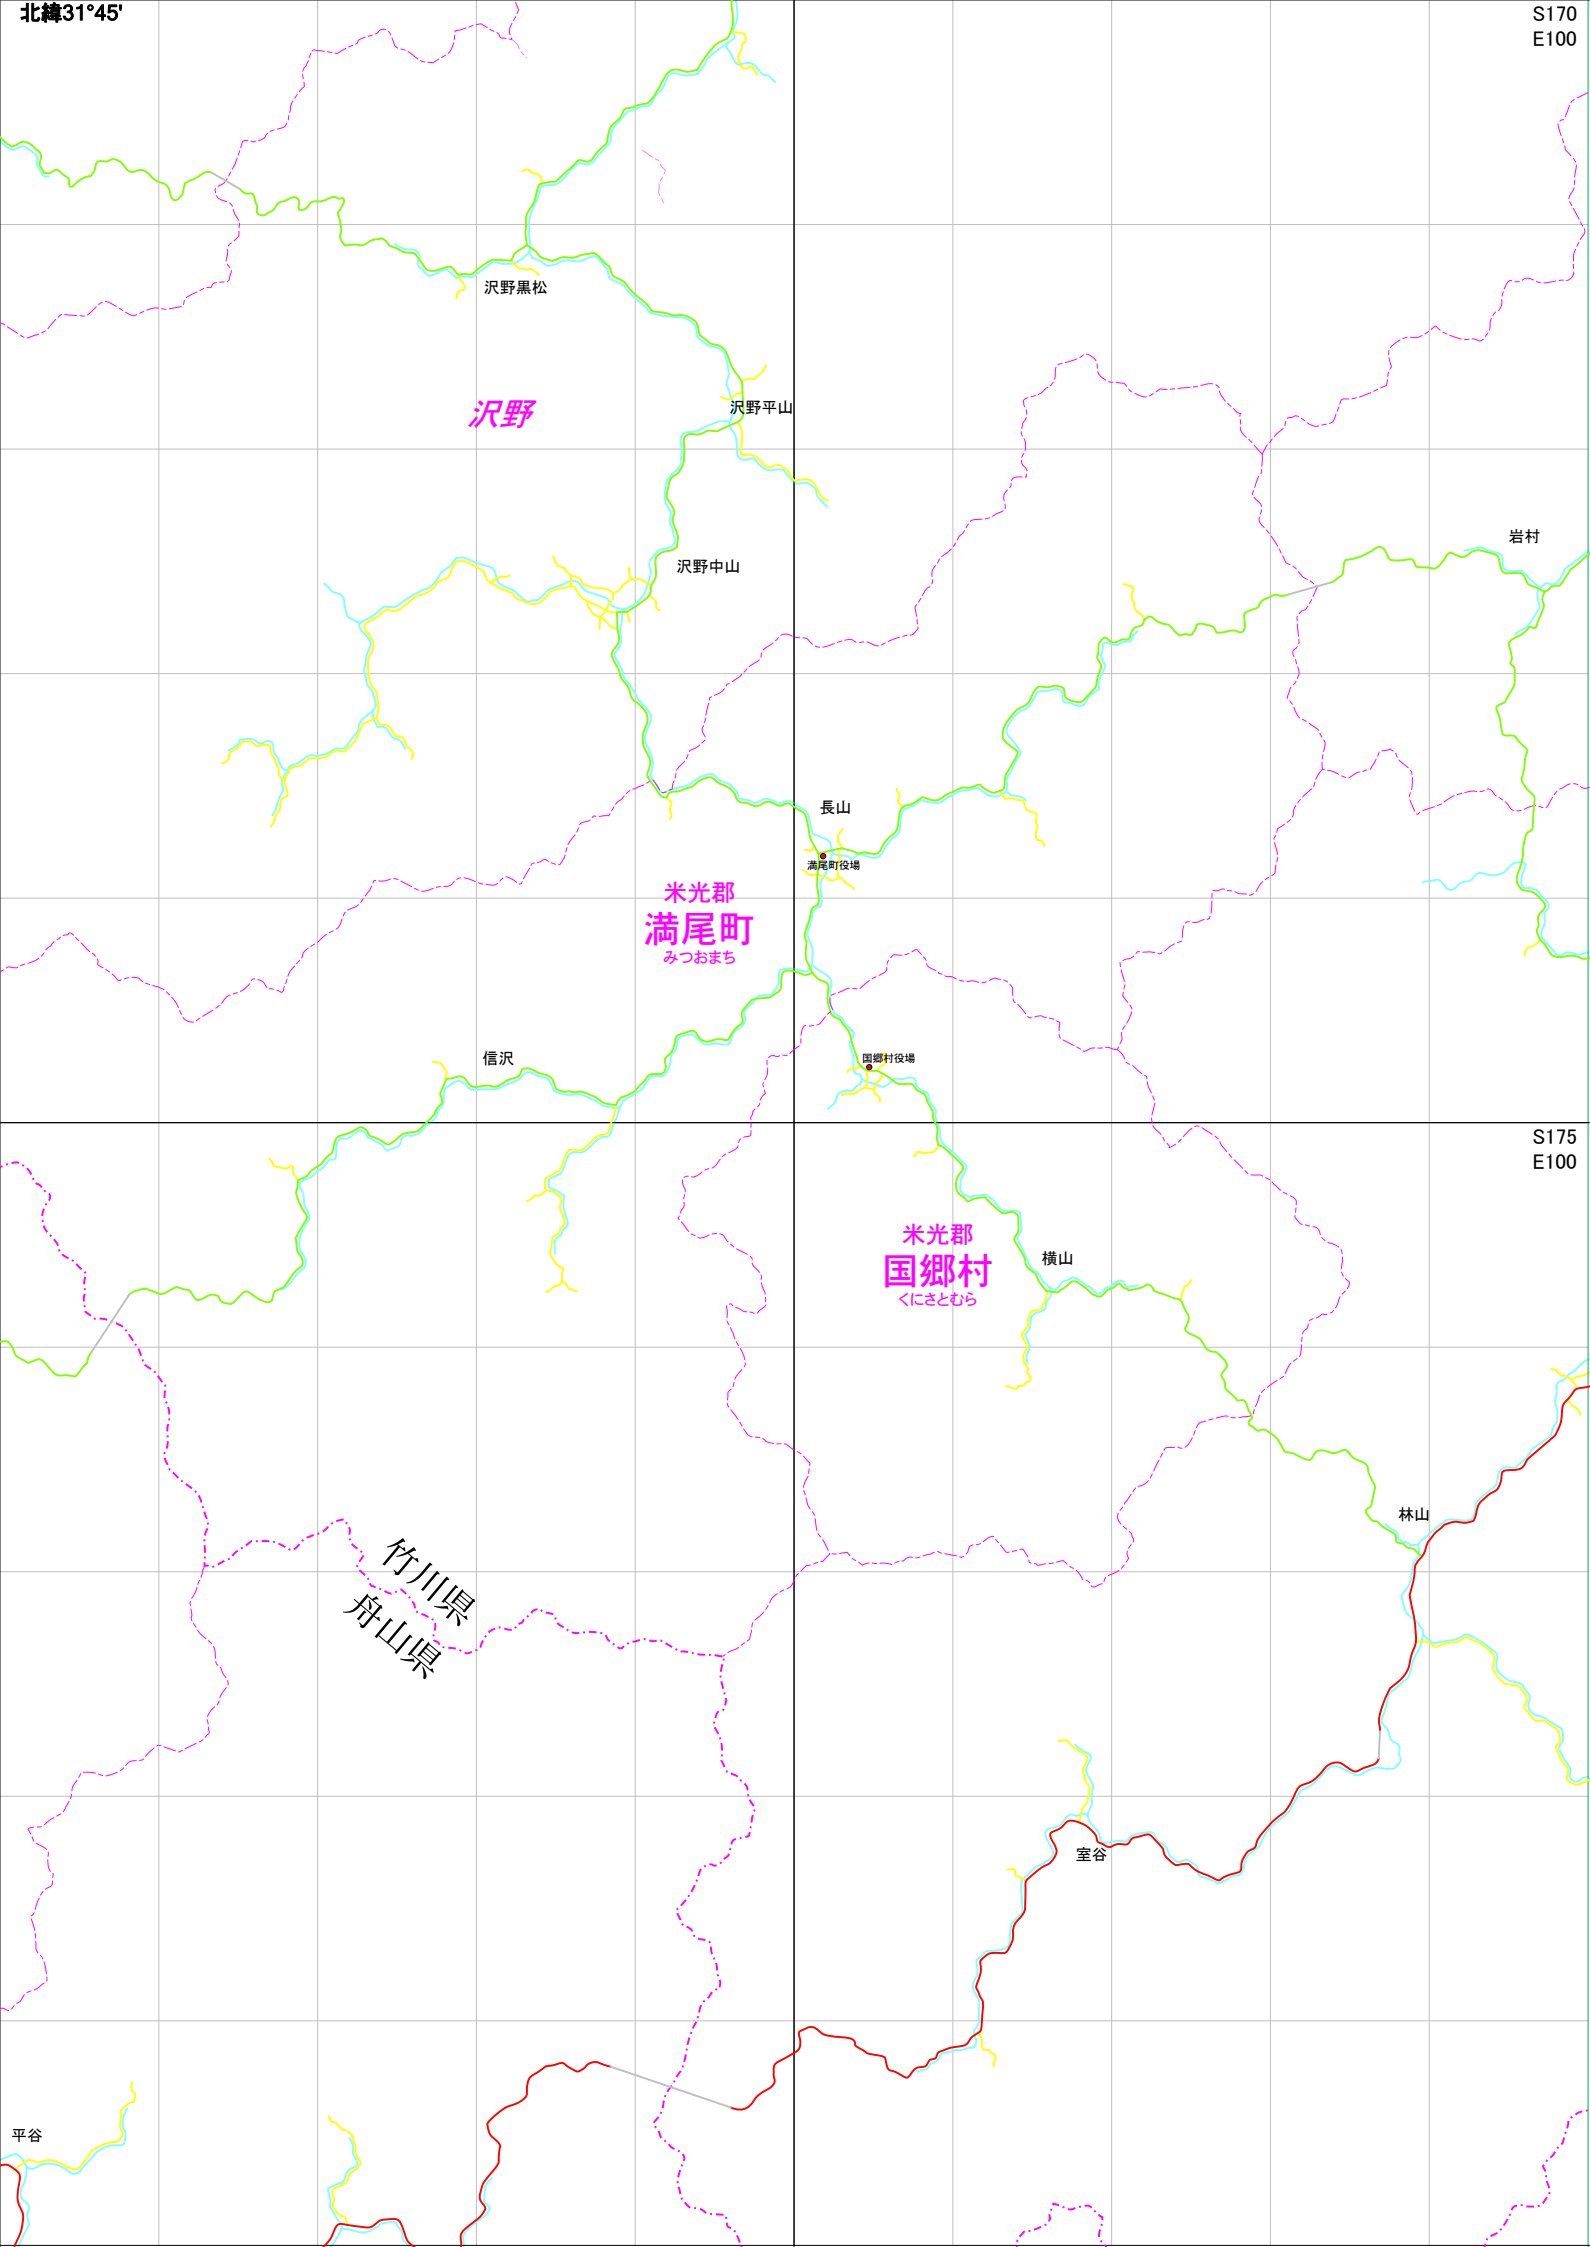 北緯31°45'
S170
E100
沢野黒松
沢野
沢野平山
岩村
沢野中山
長山
満尾町役場
米光郡
満尾町
みつおまち
信沢
国郷村役場
S175
E100
米光郡
国郷村
くにさとむら
横山
林山
竹川県
舟山県
室谷
平谷